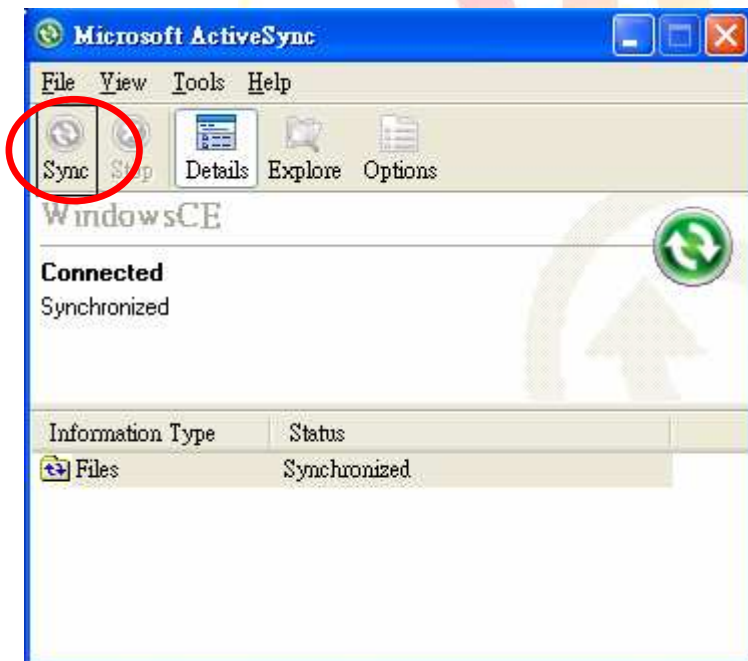 Microsoft ActiveSync
File View Tools Help
Sync Stop Details Explore Options
WindowsCE
Connected
Synchronized
Information Type Status
Files Synchronized